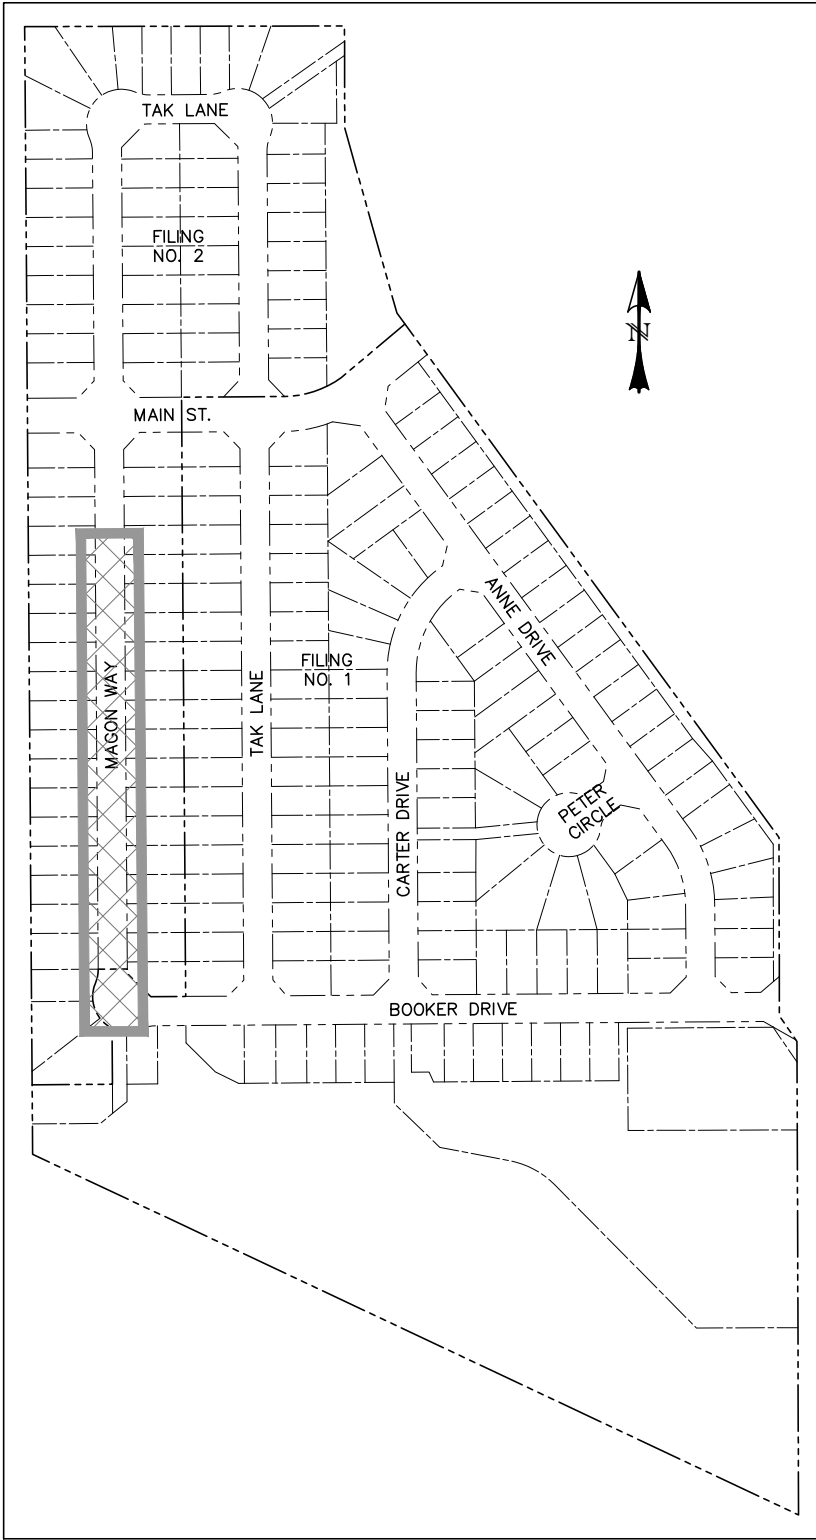 TAK LANE
FILING
NO. 2
N
MAIN ST.
ANNE DRIVE
FILING
NO. 1
MAGON WAY
TAK LANE
CARTER DRIVE
PETER
CIRCLE
BOOKER DRIVE